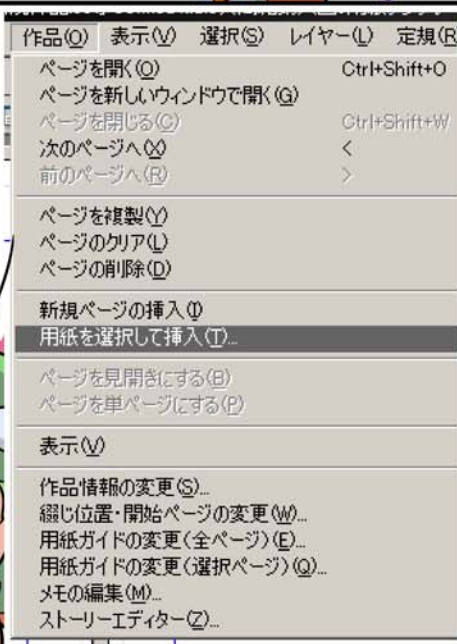 作品(O) 表示(V) 選択(S) レイヤー(L) 定規(R
ページを開く(O) Ctrl+Shift+O
ページを新しいウィンドウで開く(G)
ページを閉じる(C) Ctrl+Shift+W
次のページへ(X) <
前のページへ(R) >
ページを複製(Y)
ページのクリア(L)
ページの削除(D)
新規ページの挿入(I)
用紙を選択して挿入(T)...
ページを見開きにする(B)
ページを単ページにする(P)
表示(V)
作品情報の変更(S)...
綴じ位置・開始ページの変更(W)...
用紙ガイドの変更(全ページ)(E)...
用紙ガイドの変更(選択ページ)(Q)...
メモの編集(M)...
ストーリーエディター(Z)...